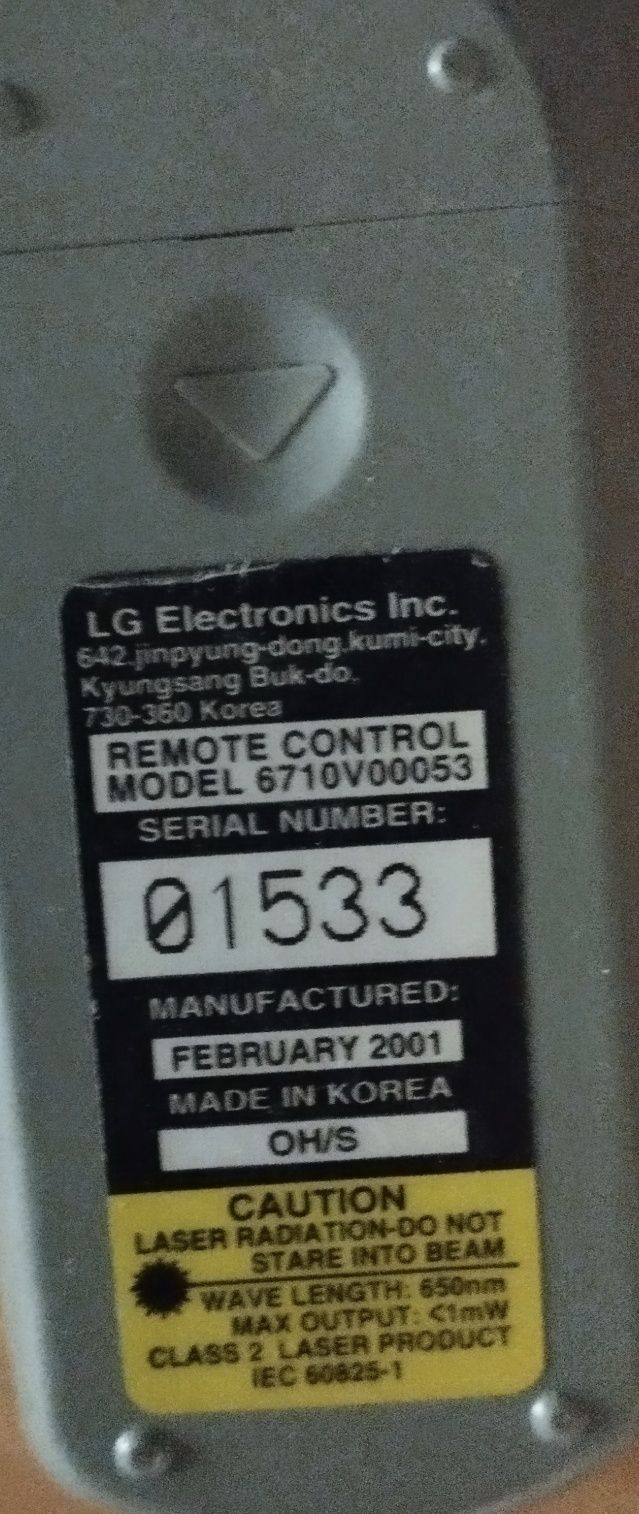 LG Electronics Inc.
642,jinpyung-dong,kumi-city,
Kyungsang Buk-do,
730-360 Korea
REMOTE CONTROL
MODEL 6710V00053
SERIAL NUMBER:
01533
MANUFACTURED:
FEBRUARY 2001
MADE IN KOREA
OH/S
CAUTION
LASER RADIATION-DO NOT
STARE INTO BEAM
WAVE LENGTH: 650nm
MAX OUTPUT: <1mW
CLASS 2 LASER PRODUCT
IEC 60825-1